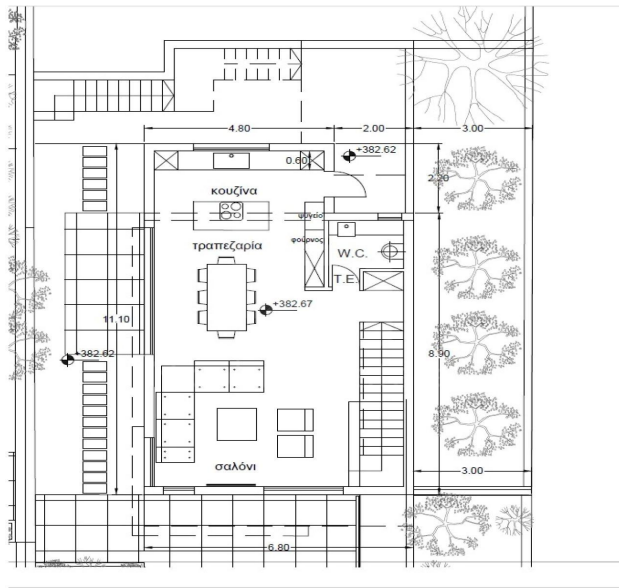 4.80
2.00
3.00
+382.62
0.60
2.20
κουζίνα
ψυγείο
τραπεζαρία
φούρνος
W.C.
T.E.
+382.67
11.10
+382.62
8.90
σαλόνι
3.00
6.80